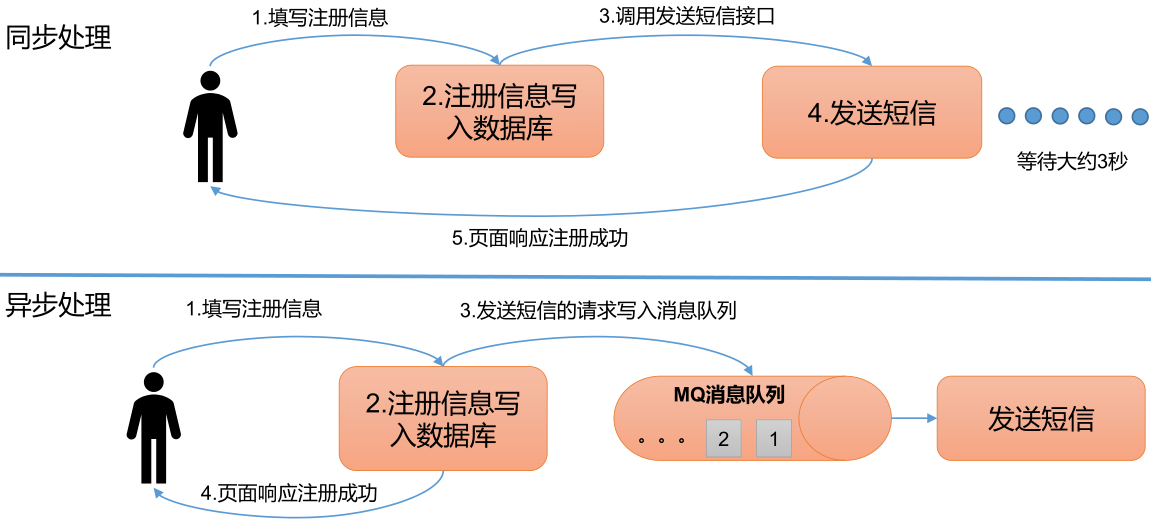 同步处理
1.填写注册信息
3.调用发送短信接口
2.注册信息写
入数据库
4.发送短信
等待大约3秒
5.页面响应注册成功
异步处理
1.填写注册信息
3.发送短信的请求写入消息队列
2.注册信息写
入数据库
MQ消息队列
。。。 2 1
发送短信
4.页面响应注册成功